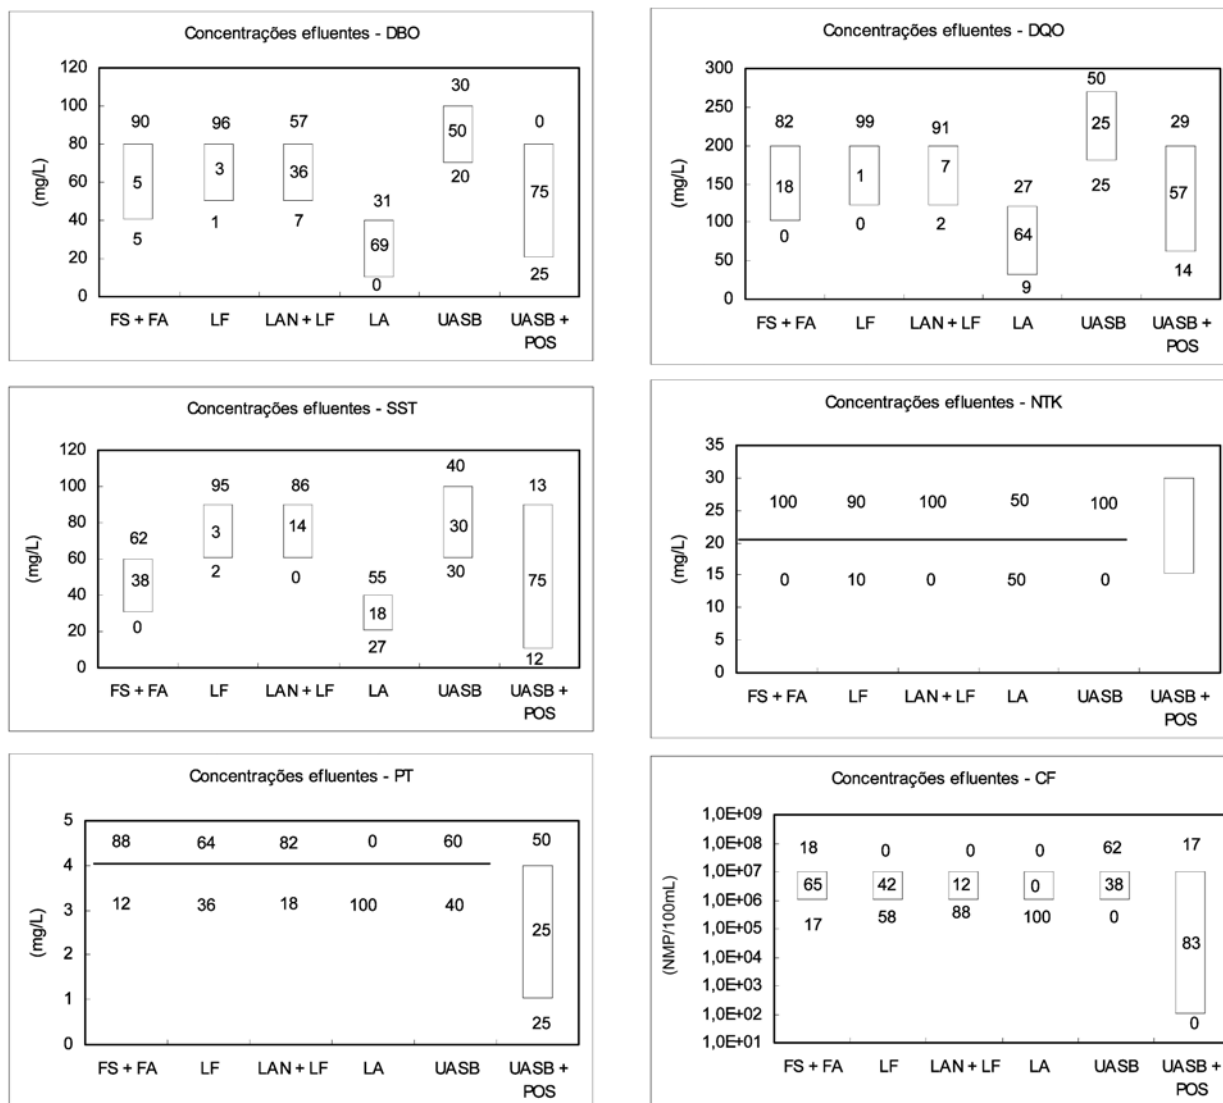 Concentrações efluentes - DBO
(mg/L)
120
100
80
60
40
20
0
90 96 57 31 30 0
5 3 36 69 50 75
5 1 7 0 20 25
FS + FA LF LAN + LF LA UASB UASB + POS
Concentrações efluentes - DQO
(mg/L)
300
250
200
150
100
50
0
82 99 91 27 50 29
18 1 7 64 25 57
0 0 2 9 25 14
FS + FA LF LAN + LF LA UASB UASB + POS
Concentrações efluentes - SST
(mg/L)
120
100
80
60
40
20
0
62 95 86 55 40 13
38 3 14 18 30 75
0 2 0 27 30 12
FS + FA LF LAN + LF LA UASB UASB + POS
Concentrações efluentes - NTK
(mg/L)
35
30
25
20
15
10
5
0
100 90 100 50 100
0 10 0 50 0
FS + FA LF LAN + LF LA UASB UASB + POS
Concentrações efluentes - PT
(mg/L)
5
4
3
2
1
0
88 64 82 0 60 50
12 36 18 100 40 25
25
FS + FA LF LAN + LF LA UASB UASB + POS
Concentrações efluentes - CF
(NMP/100mL)
1,0E+09
1,0E+08
1,0E+07
1,0E+06
1,0E+05
1,0E+04
1,0E+03
1,0E+02
1,0E+01
18 0 0 0 62 17
65 42 12 0 38 83
17 58 88 100 0 0
FS + FA LF LAN + LF LA UASB UASB + POS